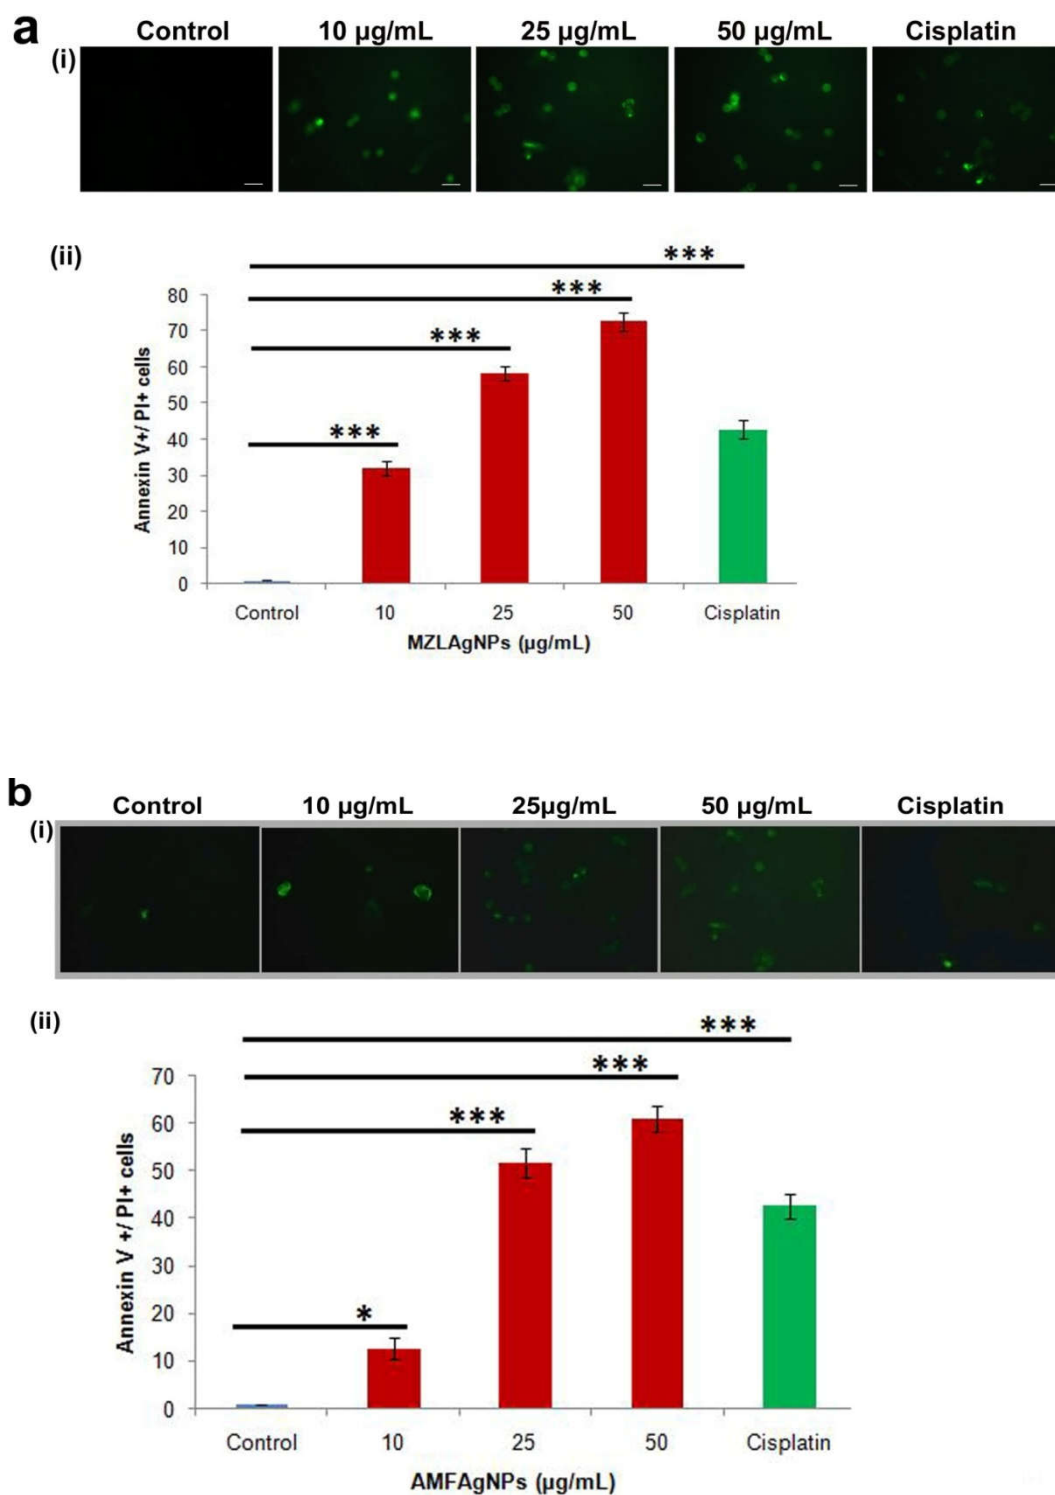 a
Control 10 µg/mL 25 µg/mL 50 µg/mL Cisplatin
(i)
(ii)
***
***
***
***
80
70
60
50
40
30
20
10
0
Annexin V+/ PI+ cells
Control 10 25 50 Cisplatin
MZLAgNPs (µg/mL)
b
Control 10 µg/mL 25µg/mL 50 µg/mL Cisplatin
(i)
(ii)
***
***
***
*
70
60
50
40
30
20
10
0
Annexin V +/ PI+ cells
Control 10 25 50 Cisplatin
AMFAgNPs (µg/mL)